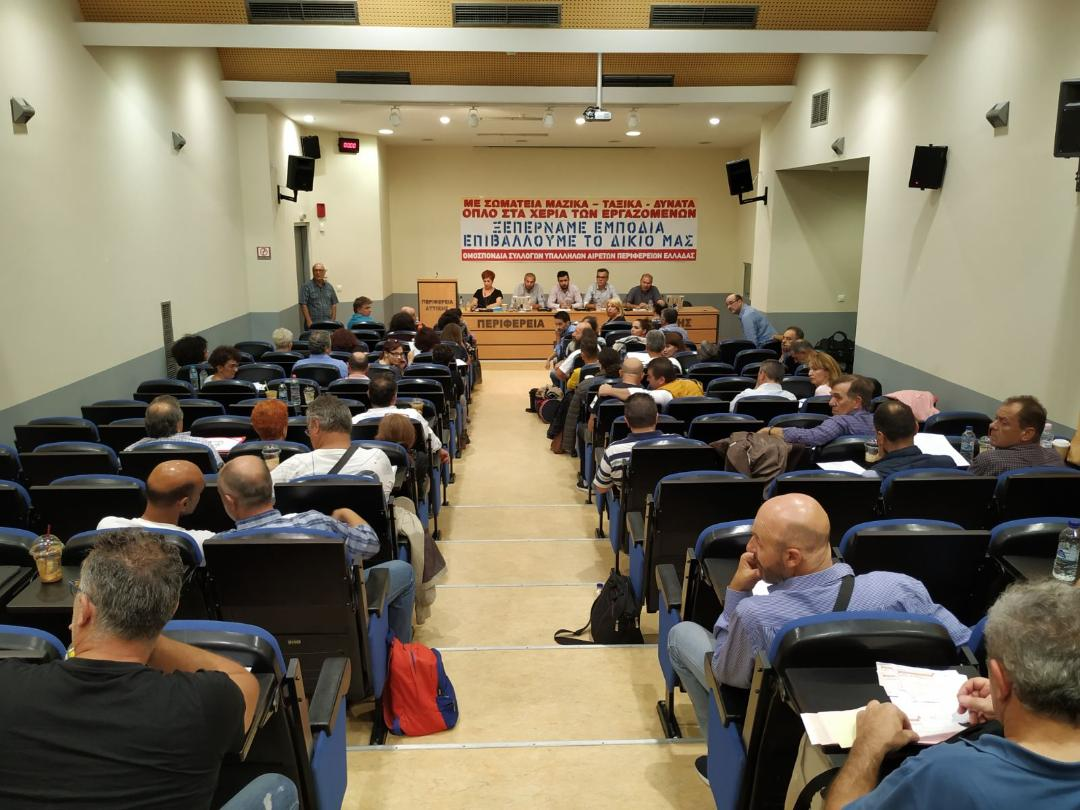 ΜΕ ΣΩΜΑΤΕΙΑ ΜΑΖΙΚΑ – ΤΑΞΙΚΑ - ΔΥΝΑΤΑ
ΟΠΛΟ ΣΤΑ ΧΕΡΙΑ ΤΩΝ ΕΡΓΑΖΟΜΕΝΩΝ
ΞΕΠΕΡΝΑΜΕ ΕΜΠΟΔΙΑ
ΕΠΙΒΑΛΛΟΥΜΕ ΤΟ ΔΙΚΙΟ ΜΑΣ
ΟΜΟΣΠΟΝΔΙΑ ΣΥΛΛΟΓΩΝ ΥΠΑΛΛΗΛΩΝ ΑΙΡΕΤΩΝ ΠΕΡΙΦΕΡΕΙΩΝ ΕΛΛΑΔΑΣ
ΠΕΡΙΦΕΡΕΙΑ
ΑΤΤΙΚΗΣ
ΠΕΡΙΦΕΡΕΙΑ